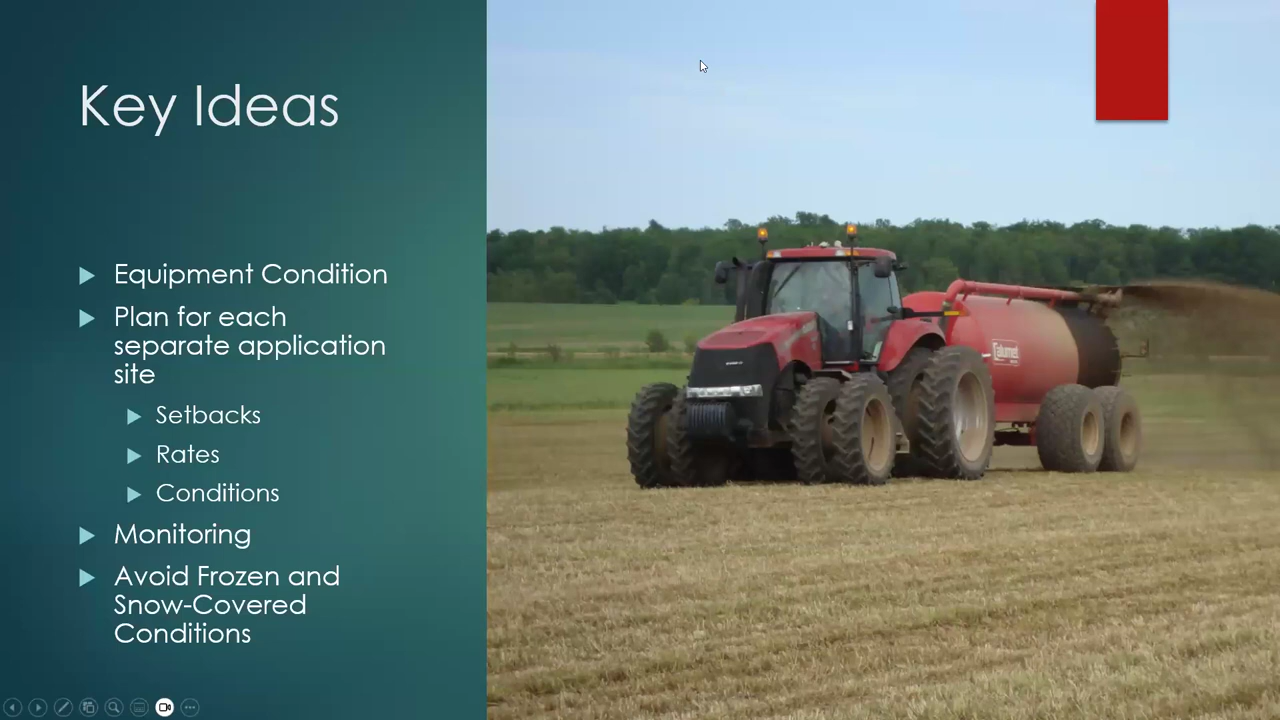 Key Ideas
Equipment Condition
Plan for each
separate application
site
Setbacks
Rates
Conditions
Monitoring
Avoid Frozen and
Snow-Covered
Conditions
Calumet